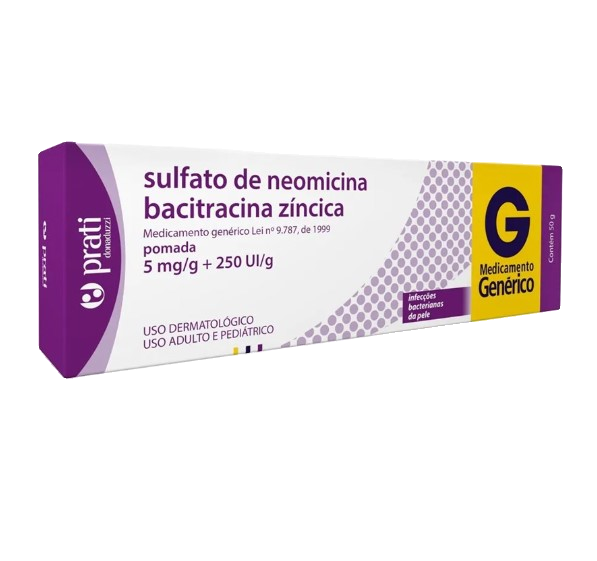 prati
prati
donaduzzi
sulfato de neomicina
bacitracina zíncica
Medicamento genérico Lei nº 9.787, de 1999
pomada
5 mg/g + 250 UI/g
USO DERMATOLÓGICO
USO ADULTO E PEDIÁTRICO
infecções
bacterianas
da pele
G
Medicamento
Genérico
Contém 50 g